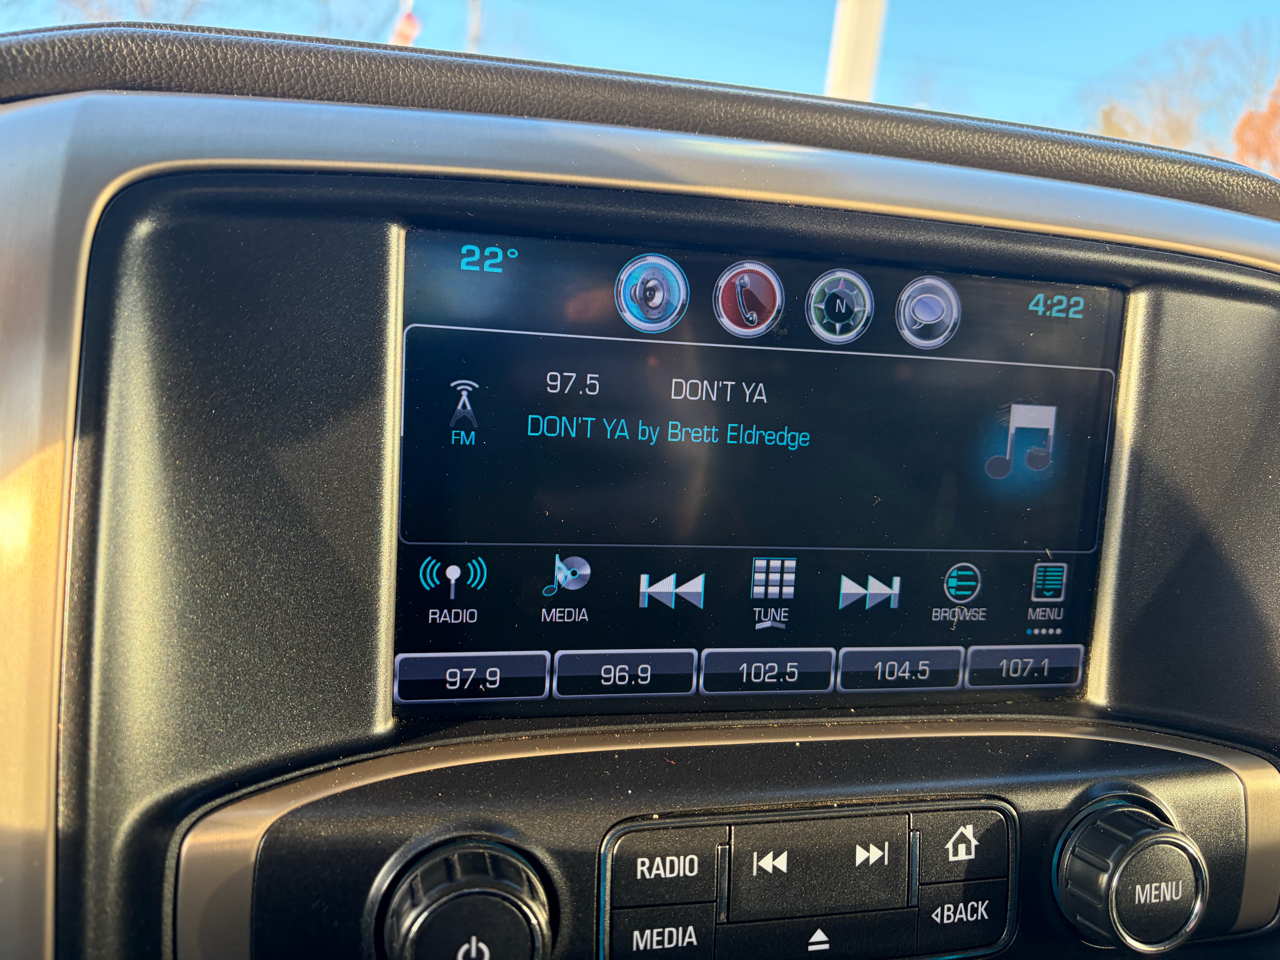 22°
N
4:22
97.5 DON'T YA
FM
DON'T YA by Brett Eldredge
RADIO MEDIA TUNE BROWSE MENU
97.9 96.9 102.5 104.5 107.1
RADIO
MENU
BACK
MEDIA